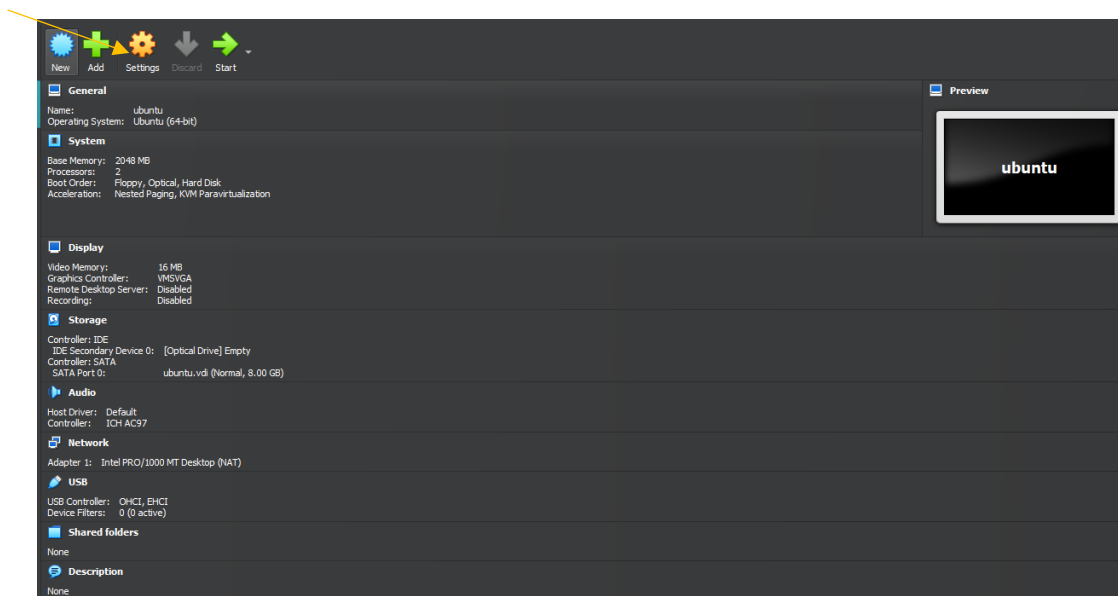 New Add Settings Discard Start
General
Name: ubuntu
Operating System: Ubuntu (64-bit)
System
Base Memory: 2048 MB
Processors: 2
Boot Order: Floppy, Optical, Hard Disk
Acceleration: Nested Paging, KVM Paravirtualization
Preview
ubuntu
Display
Video Memory: 16 MB
Graphics Controller: VMSVGA
Remote Desktop Server: Disabled
Recording: Disabled
Storage
Controller: IDE
IDE Secondary Device 0: [Optical Drive] Empty
Controller: SATA
SATA Port 0: ubuntu.vdi (Normal, 8.00 GB)
Audio
Host Driver: Default
Controller: ICH AC97
Network
Adapter 1: Intel PRO/1000 MT Desktop (NAT)
USB
USB Controller: OHCI, EHCI
Device Filters: 0 (0 active)
Shared folders
None
Description
None